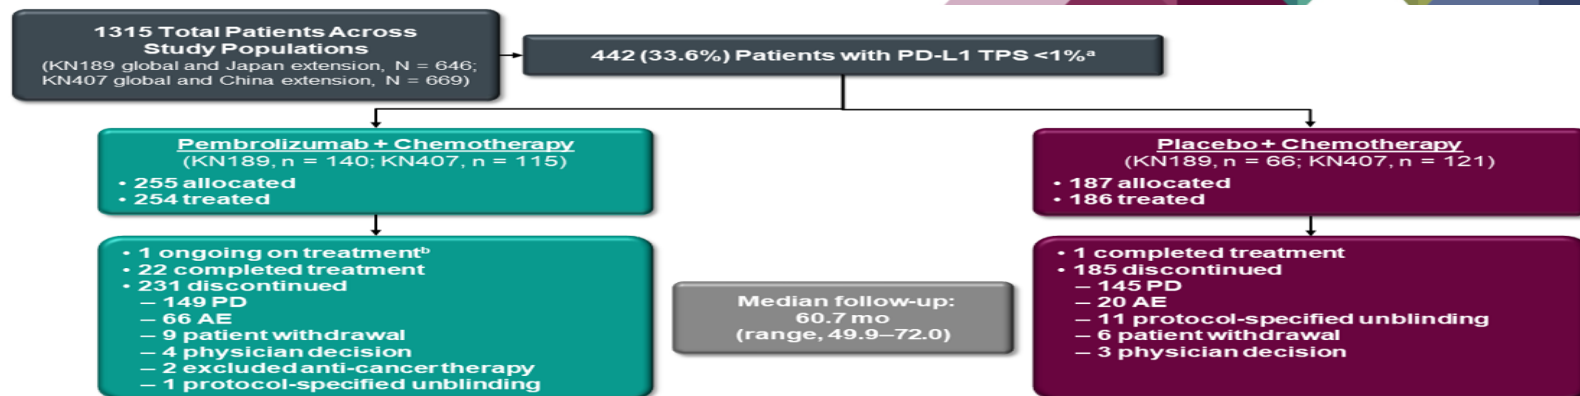 1315 Total Patients Across
Study Populations
(KN189 global and Japan extension, N = 646;
KN407 global and China extension, N = 669)
442 (33.6%) Patients with PD-L1 TPS <1%ᵃ
Pembrolizumab + Chemotherapy
(KN189, n = 140; KN407, n = 115)
• 255 allocated
• 254 treated
Placebo + Chemotherapy
(KN189, n = 66; KN407, n = 121)
• 187 allocated
• 186 treated
• 1 ongoing on treatmentᵇ
• 22 completed treatment
• 231 discontinued
– 149 PD
– 66 AE
– 9 patient withdrawal
– 4 physician decision
– 2 excluded anti-cancer therapy
– 1 protocol-specified unblinding
Median follow-up:
60.7 mo
(range, 49.9–72.0)
• 1 completed treatment
• 185 discontinued
– 145 PD
– 20 AE
– 11 protocol-specified unblinding
– 6 patient withdrawal
– 3 physician decision